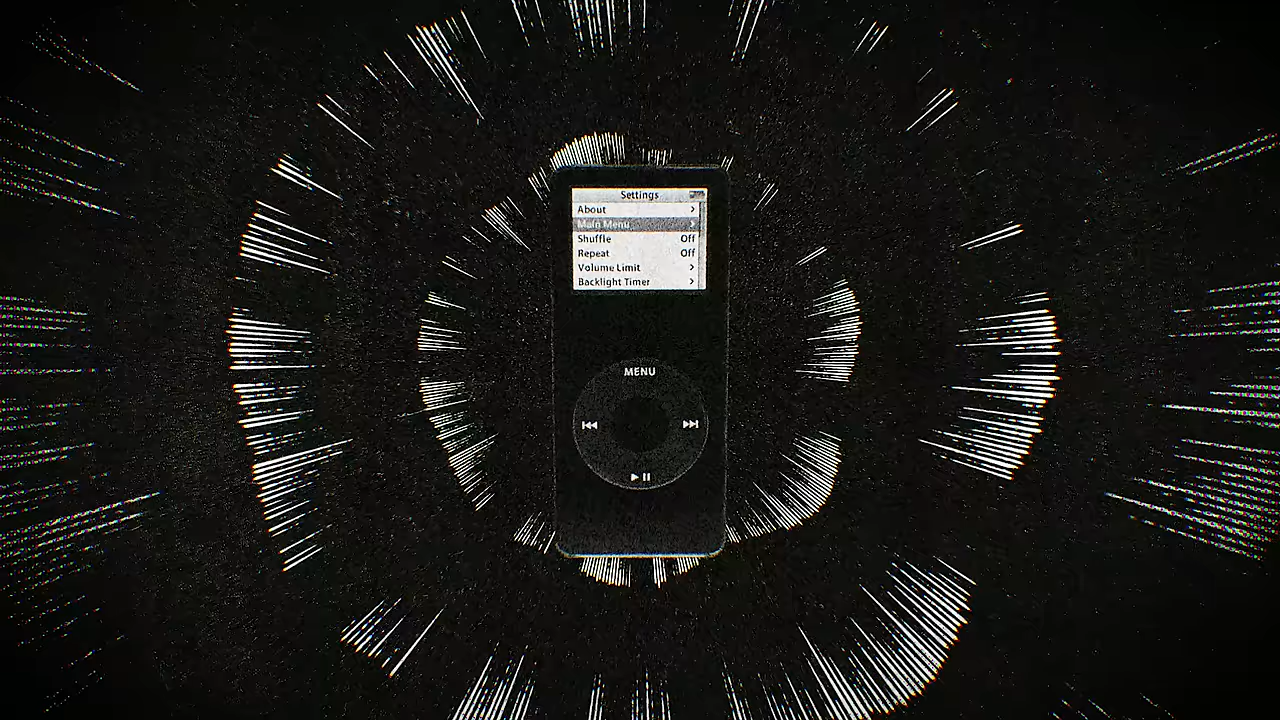 Settings
About
Main Menu
Shuffle Off
Repeat Off
Volume Limit
Backlight Timer
MENU